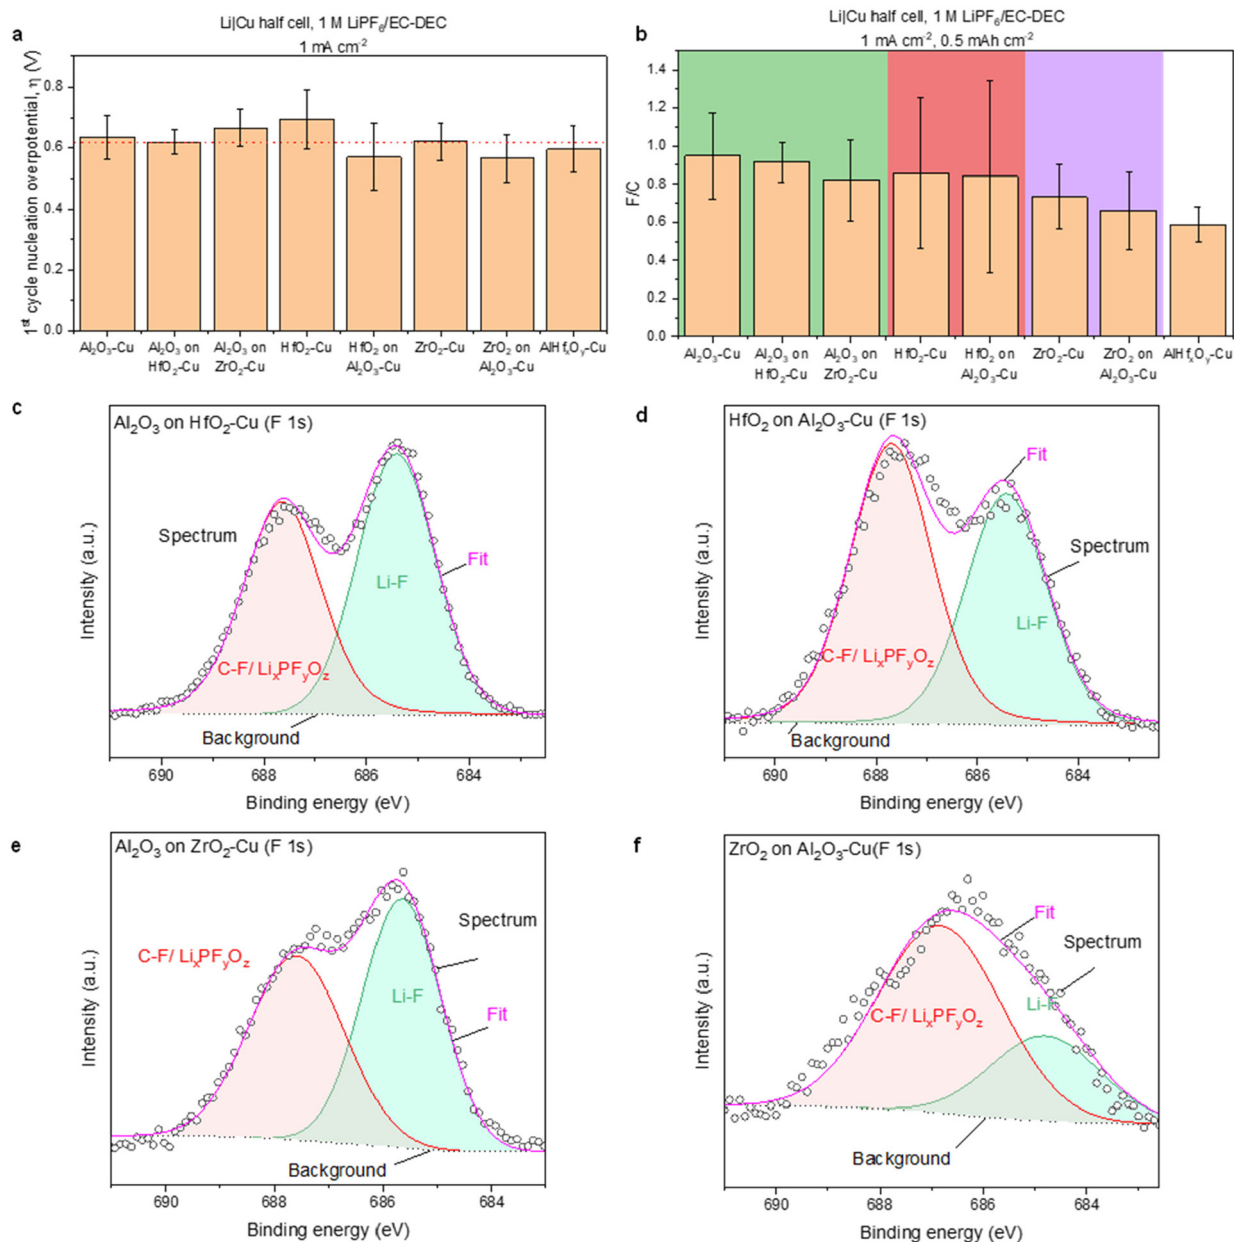 a
Li|Cu half cell, 1 M LiPF₆/EC-DEC
1 mA cm⁻²
1ˢᵗ cycle nucleation overpotential, η (V)
0.8
0.6
0.4
0.2
0.0
Al₂O₃-Cu
Al₂O₃ on HfO₂-Cu
Al₂O₃ on ZrO₂-Cu
HfO₂-Cu
HfO₂ on Al₂O₃-Cu
ZrO₂-Cu
ZrO₂ on Al₂O₃-Cu
AlHfₓOᵧ-Cu
b
Li|Cu half cell, 1 M LiPF₆/EC-DEC
1 mA cm⁻², 0.5 mAh cm⁻²
F/C
1.4
1.2
1.0
0.8
0.6
0.4
0.2
0.0
Al₂O₃-Cu
Al₂O₃ on HfO₂-Cu
Al₂O₃ on ZrO₂-Cu
HfO₂-Cu
HfO₂ on Al₂O₃-Cu
ZrO₂-Cu
ZrO₂ on Al₂O₃-Cu
AlHfₓOᵧ-Cu
c
Al₂O₃ on HfO₂-Cu (F 1s)
Spectrum
Fit
Li-F
C-F/ LiₓPFᵧO_z
Background
Intensity (a.u.)
690 688 686 684
Binding energy (eV)
d
HfO₂ on Al₂O₃-Cu (F 1s)
Fit
Spectrum
Li-F
C-F/ LiₓPFᵧO_z
Background
Intensity (a.u.)
690 688 686 684
Binding energy (eV)
e
Al₂O₃ on ZrO₂-Cu (F 1s)
Spectrum
C-F/ LiₓPFᵧO_z
Li-F
Fit
Background
Intensity (a.u.)
690 688 686 684
Binding energy (eV)
f
ZrO₂ on Al₂O₃-Cu(F 1s)
Fit
Spectrum
Li-F
C-F/ LiₓPFᵧO_z
Background
Intensity (a.u.)
690 688 686 684
Binding energy (eV)